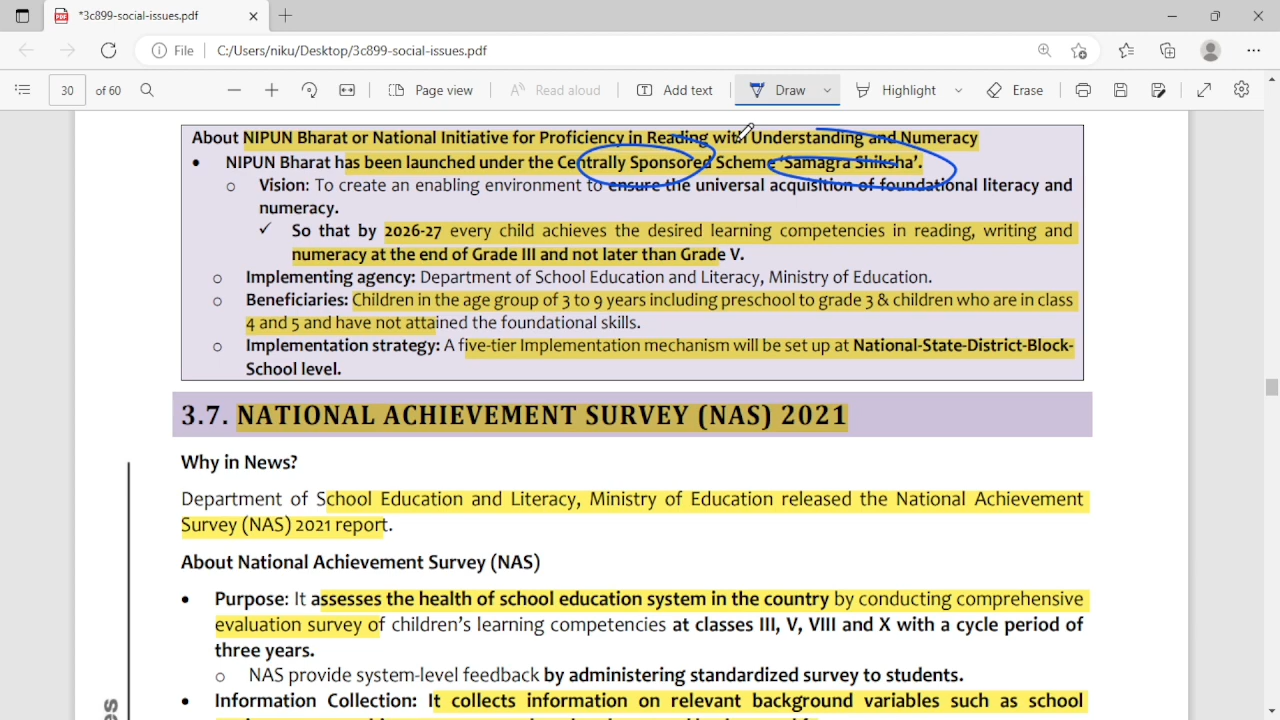 *3c899-social-issues.pdf
File C:/Users/niku/Desktop/3c899-social-issues.pdf
30 of 60 Page view Read aloud Add text Draw Highlight Erase
About NIPUN Bharat or National Initiative for Proficiency in Reading with Understanding and Numeracy
• NIPUN Bharat has been launched under the Centrally Sponsored Scheme ‘Samagra Shiksha’.
o Vision: To create an enabling environment to ensure the universal acquisition of foundational literacy and
numeracy.
✓ So that by 2026-27 every child achieves the desired learning competencies in reading, writing and
numeracy at the end of Grade III and not later than Grade V.
o Implementing agency: Department of School Education and Literacy, Ministry of Education.
o Beneficiaries: Children in the age group of 3 to 9 years including preschool to grade 3 & children who are in class
4 and 5 and have not attained the foundational skills.
o Implementation strategy: A five-tier Implementation mechanism will be set up at National-State-District-Block-
School level.
3.7. NATIONAL ACHIEVEMENT SURVEY (NAS) 2021
Why in News?
Department of School Education and Literacy, Ministry of Education released the National Achievement
Survey (NAS) 2021 report.
About National Achievement Survey (NAS)
• Purpose: It assesses the health of school education system in the country by conducting comprehensive
evaluation survey of children’s learning competencies at classes III, V, VIII and X with a cycle period of
three years.
o NAS provide system-level feedback by administering standardized survey to students.
• Information Collection: It collects information on relevant background variables such as school